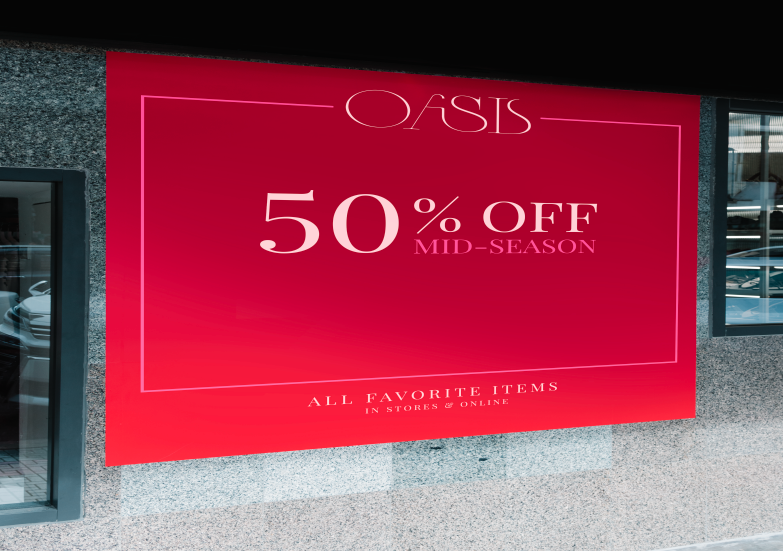 OASIS
50% OFF
MID-SEASON
ALL FAVORITE ITEMS
IN STORES & ONLINE